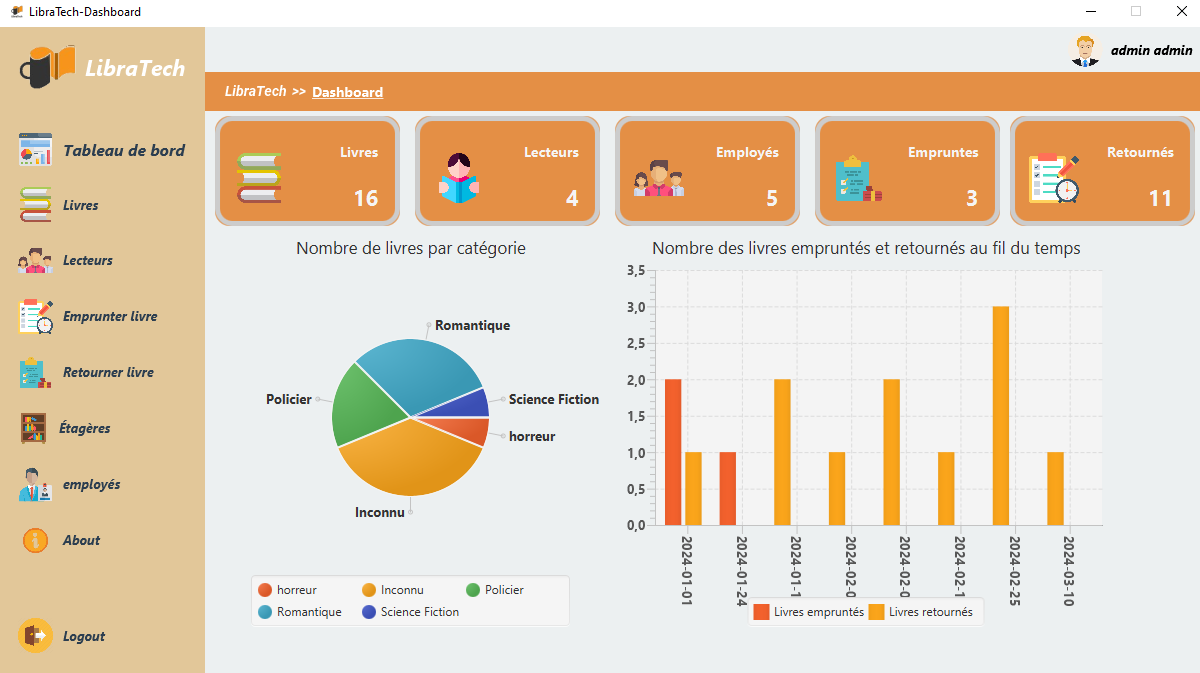 LibraTech-Dashboard
LibraTech
admin admin
LibraTech >> Dashboard
Tableau de bord
Livres
Lecteurs
Emprunter livre
Retourner livre
Étagères
employés
About
Logout
Livres
16
Lecteurs
4
Employés
5
Empruntes
3
Retournés
11
Nombre de livres par catégorie
Romantique
Policier
Science Fiction
horreur
Inconnu
horreur Inconnu Policier
Romantique Science Fiction
Nombre des livres empruntés et retournés au fil du temps
3,5
3,0
2,5
2,0
1,5
1,0
0,5
0,0
2024-01-01
2024-01-24
2024-01-1
2024-02-0
2024-02-0
2024-02-1
2024-02-25
2024-03-10
Livres empruntés Livres retournés